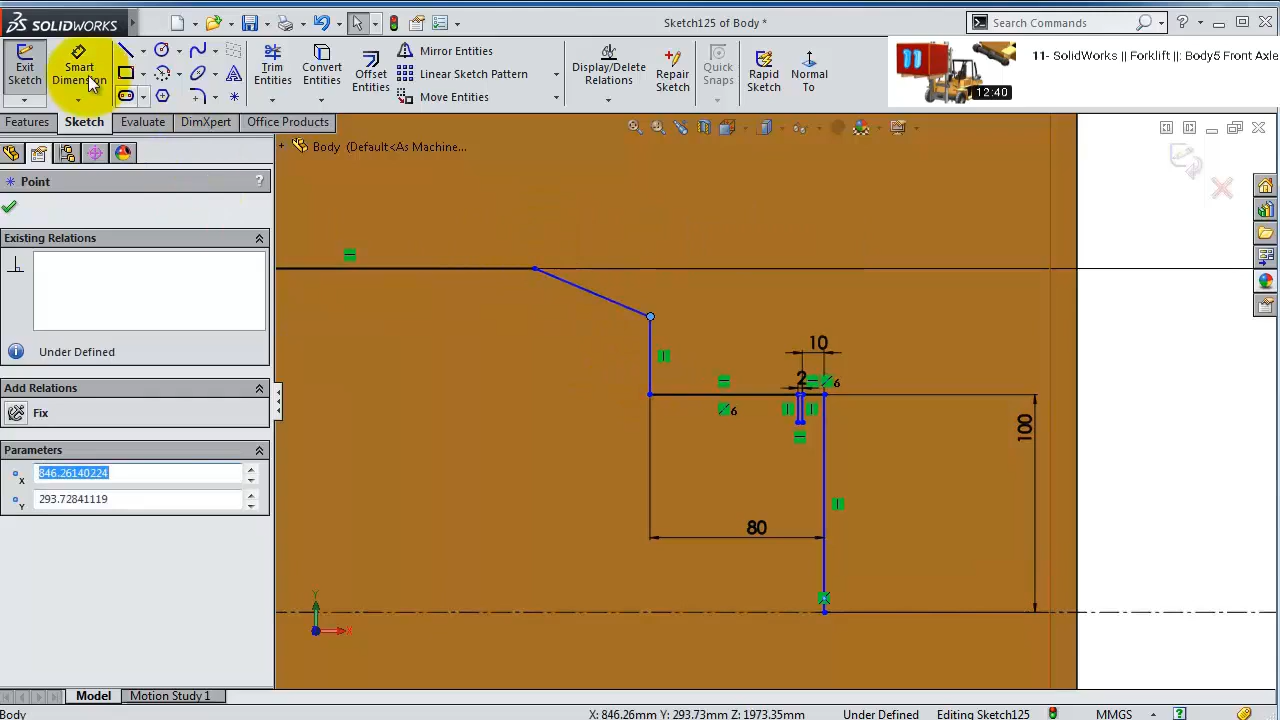 SOLIDWORKS
Sketch125 of Body *
Search Commands
?
Exit
Sketch
Smart
Dimension
Trim
Entities
Convert
Entities
Offset
Entities
Mirror Entities
Linear Sketch Pattern
Move Entities
Display/Delete
Relations
Repair
Sketch
Quick
Snaps
Rapid
Sketch
Normal
To
11
12:40
11- SolidWorks || Forklift ||: Body5 Front Axle
Features
Sketch
Evaluate
DimXpert
Office Products
Body (Default<As Machine...
Point
?
Existing Relations
Under Defined
Add Relations
Fix
Parameters
X
846.26140224
Y
293.72841119
10
2
6
6
100
80
Y
X
Model
Motion Study 1
Body
X: 846.26mm Y: 293.73mm Z: 1973.35mm
Under Defined
Editing Sketch125
MMGS
?